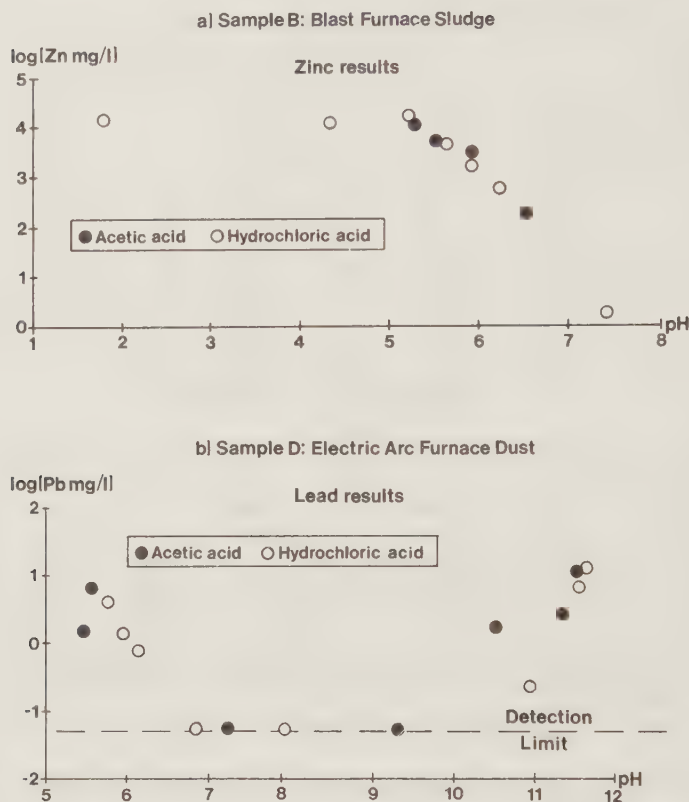 a) Sample B: Blast Furnace Sludge
log[Zn mg/l]
Zinc results
5
4
3
2
1
0
● Acetic acid ○ Hydrochloric acid
1 2 3 4 5 6 7 8 pH
b) Sample D: Electric Arc Furnace Dust
log[Pb mg/l]
Lead results
2
1
0
-1
-2
● Acetic acid ○ Hydrochloric acid
Detection
Limit
5 6 7 8 9 10 11 12 pH